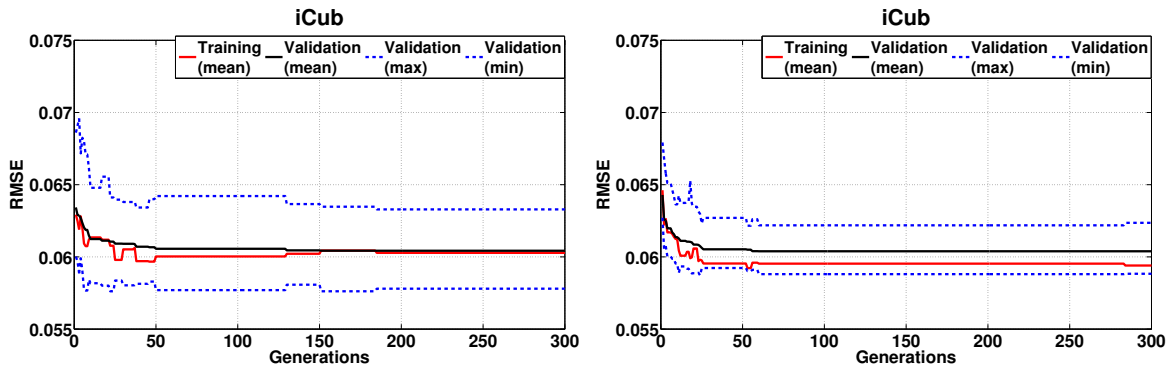 iCub
0.075
Training Validation Validation Validation
(mean) (mean) (max) (min)
0.07
0.065
0.06
0.055
RMSE
0 50 100 150 200 250 300
Generations
iCub
0.075
Training Validation Validation Validation
(mean) (mean) (max) (min)
0.07
0.065
0.06
0.055
RMSE
0 50 100 150 200 250 300
Generations